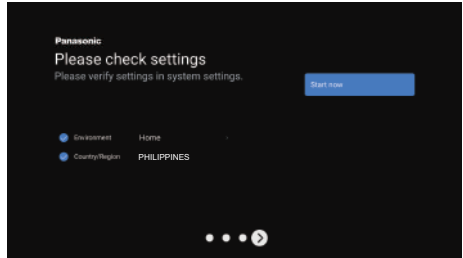 Panasonic
Please check settings
Please verify settings in system settings.
Start now
Environment Home
Country/Region PHILIPPINES